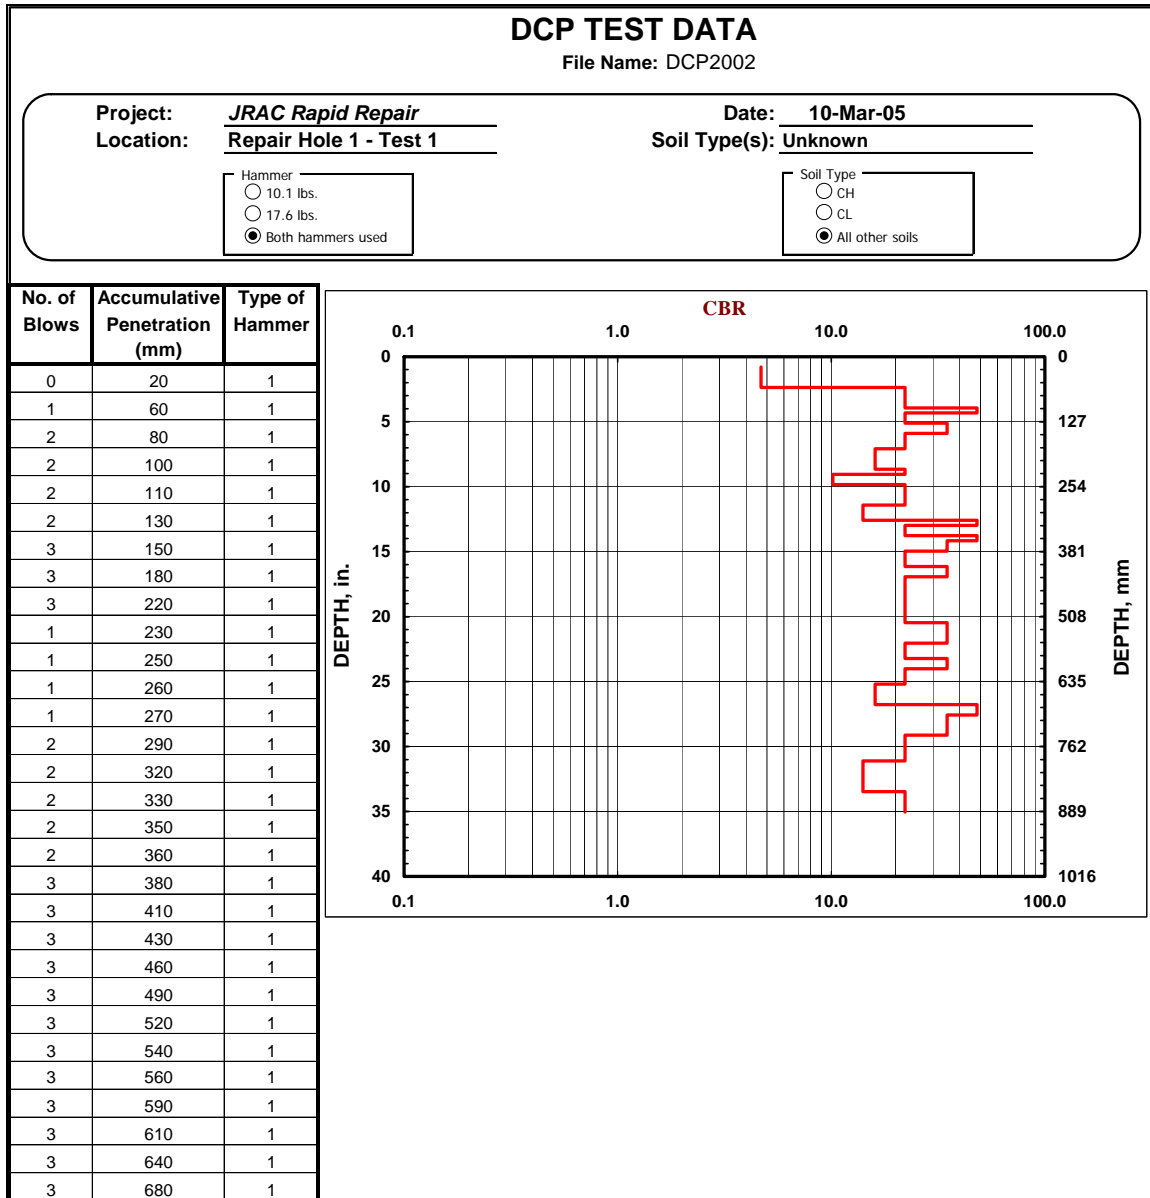 DCP TEST DATA
File Name: DCP2002
Project: JRAC Rapid Repair Date: 10-Mar-05
Location: Repair Hole 1 - Test 1 Soil Type(s): Unknown
Hammer
10.1 lbs.
17.6 lbs.
Both hammers used
Soil Type
CH
CL
All other soils
No. of Blows Accumulative Penetration (mm) Type of Hammer
0 20 1
1 60 1
2 80 1
2 100 1
2 110 1
2 130 1
3 150 1
3 180 1
3 220 1
1 230 1
1 250 1
1 260 1
1 270 1
2 290 1
2 320 1
2 330 1
2 350 1
2 360 1
3 380 1
3 410 1
3 430 1
3 460 1
3 490 1
3 520 1
3 540 1
3 560 1
3 590 1
3 610 1
3 640 1
3 680 1
CBR
0.1 1.0 10.0 100.0
0 0
5 127
10 254
15 381
20 508
25 635
30 762
35 889
40 1016
0.1 1.0 10.0 100.0
DEPTH, in.
DEPTH, mm